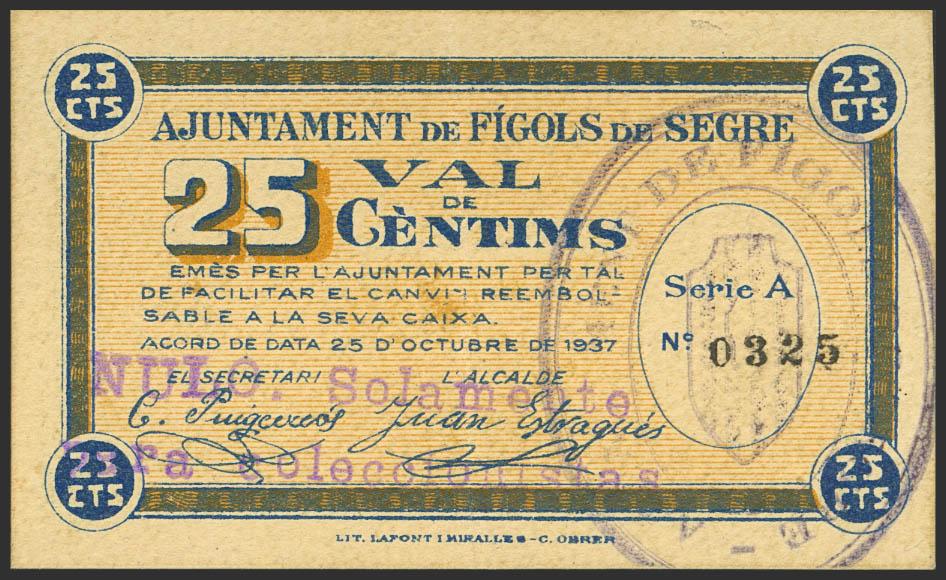 25 CTS
25 CTS
AJUNTAMENT DE FÍGOLS DE SEGRE
25 VAL
DE
CÈNTIMS
EMÈS PER L'AJUNTAMENT PER TAL
DE FACILITAR EL CANVI REEMBOL-
SABLE A LA SEVA CAIXA.
ACORD DE DATA 25 D'OCTUBRE DE 1937
Serie A
Nº 0325
EL SECRETARI L'ALCALDE
Juan Estragués
NULO. Solamente
para coleccionistas
DE FÍGOL
25 CTS
25 CTS
LIT. LAFONT I MIRALLES-C. OBRER